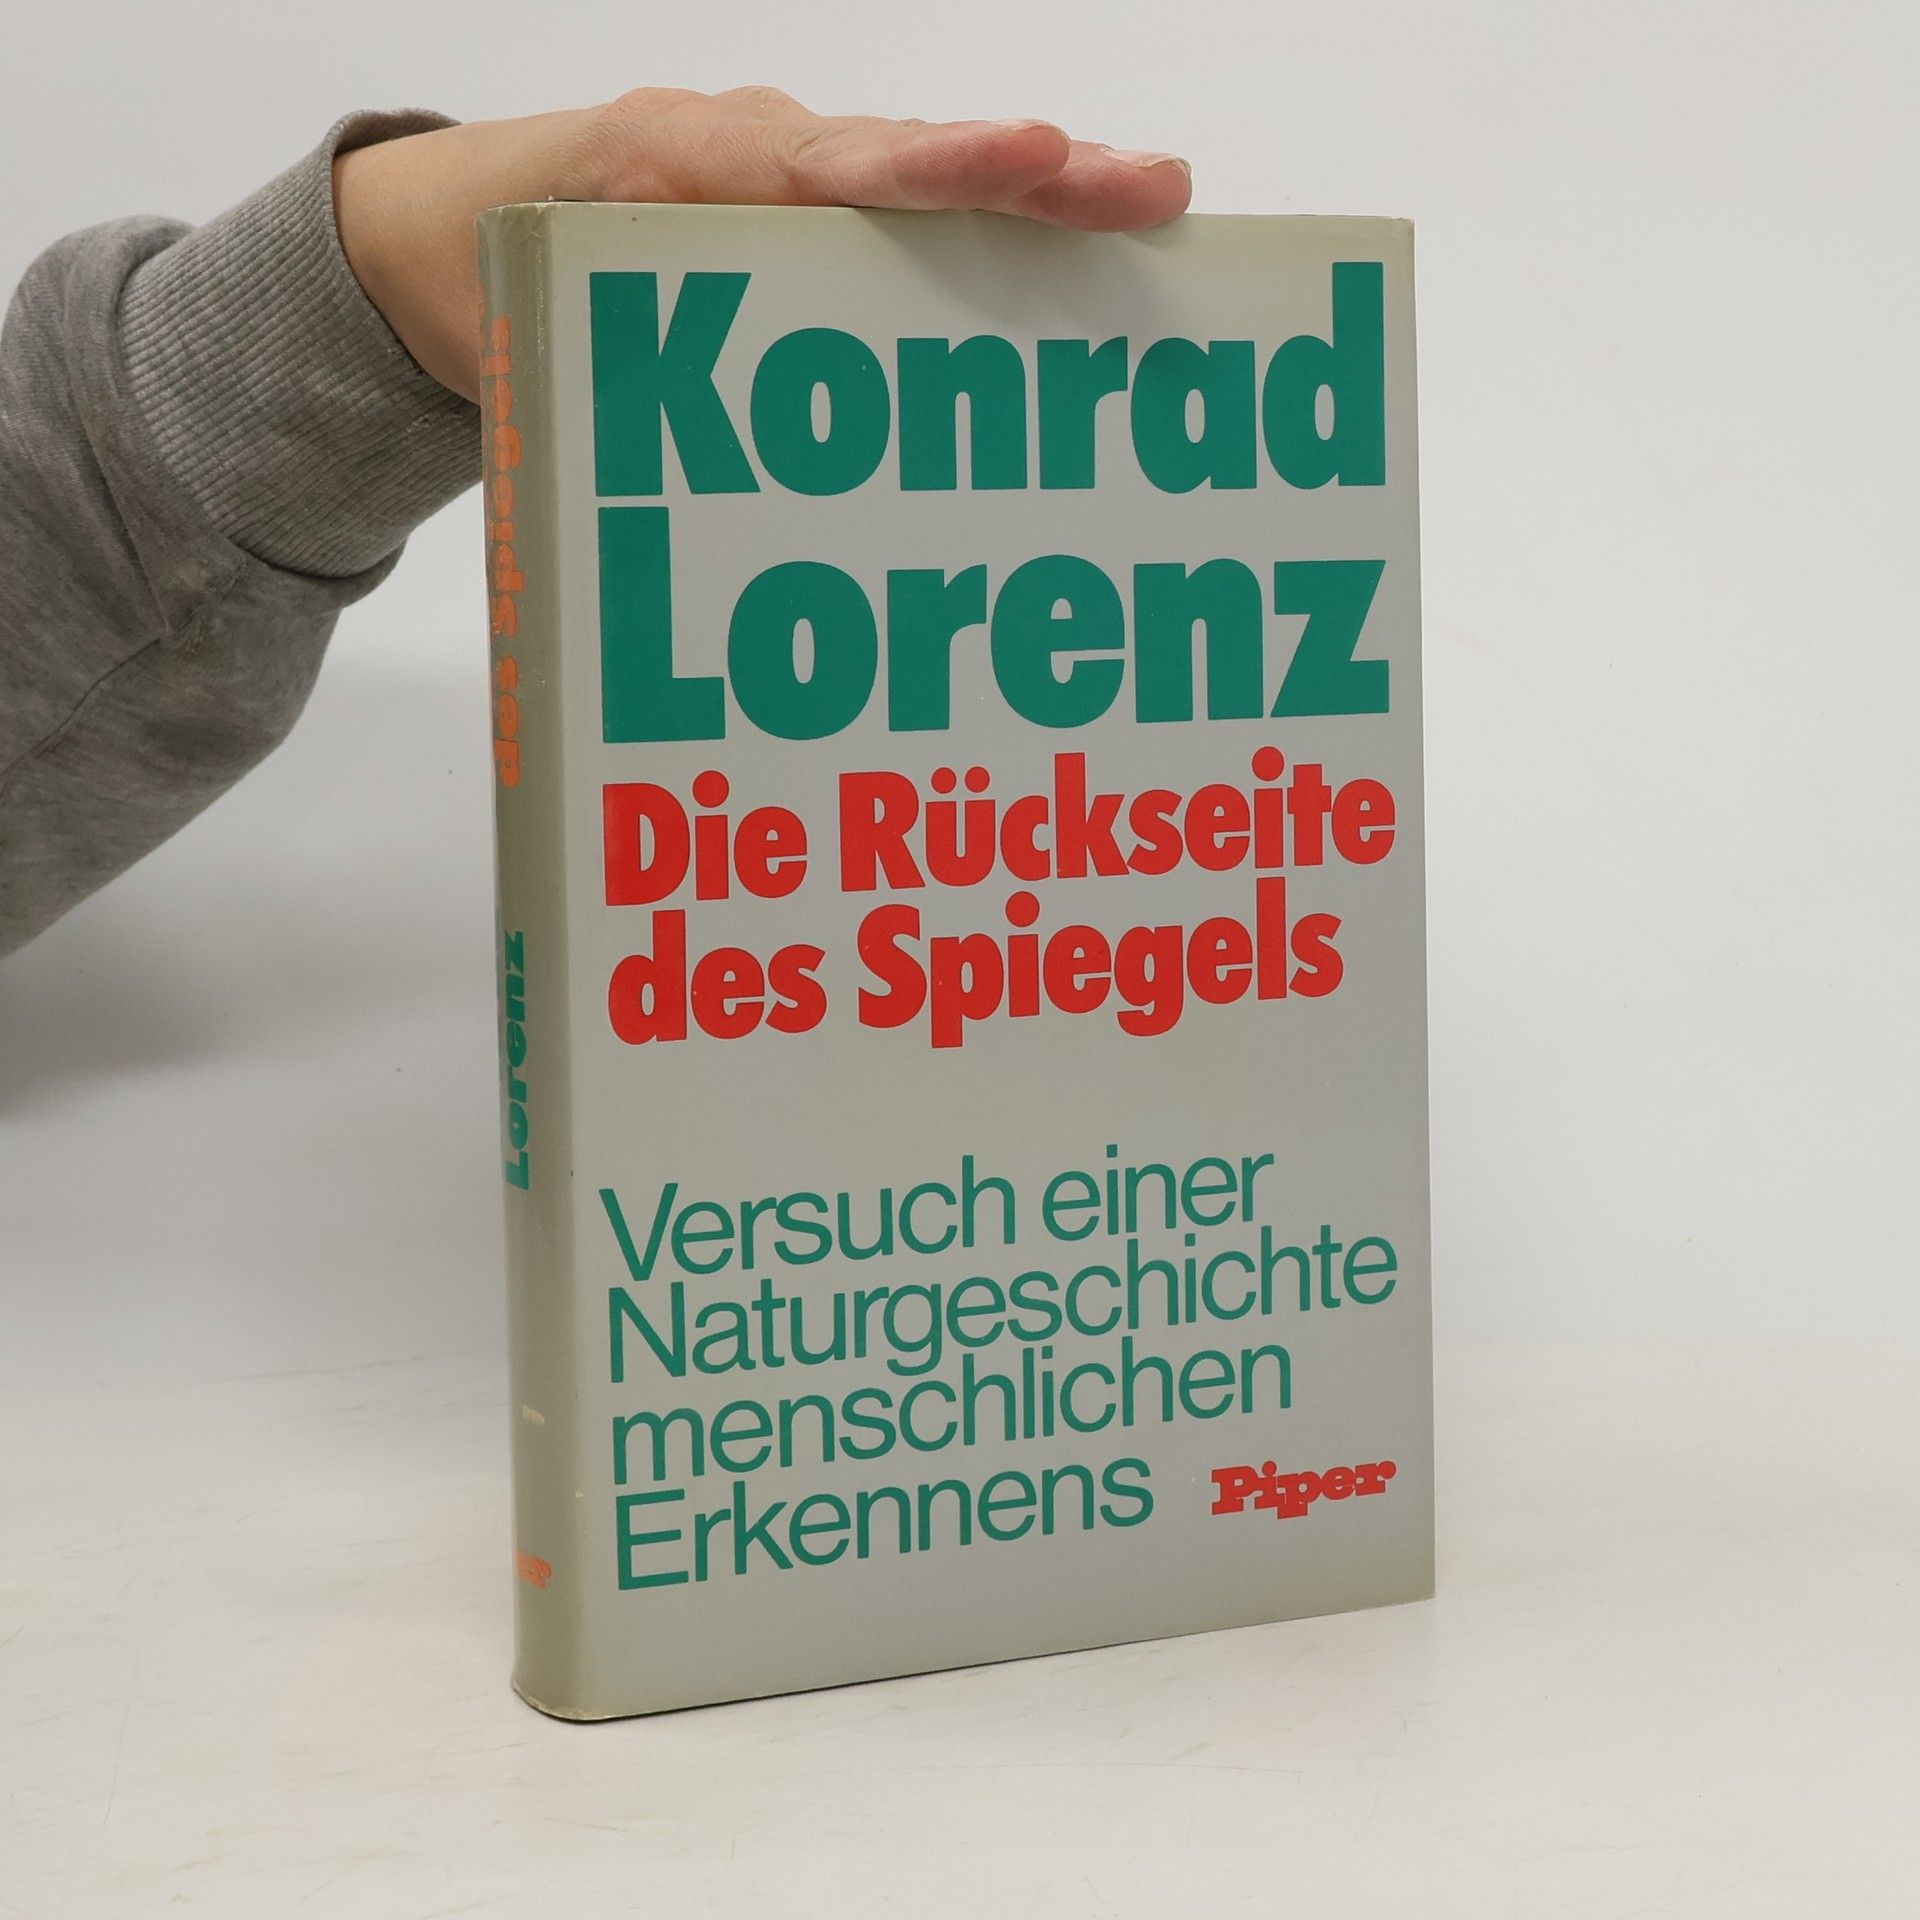 Konrad
Lorenz
Die Rückseite
des Spiegels
Versuch einer
Naturgeschichte
menschlichen
Erkennens
Piper
des Spiegels
Lorenz